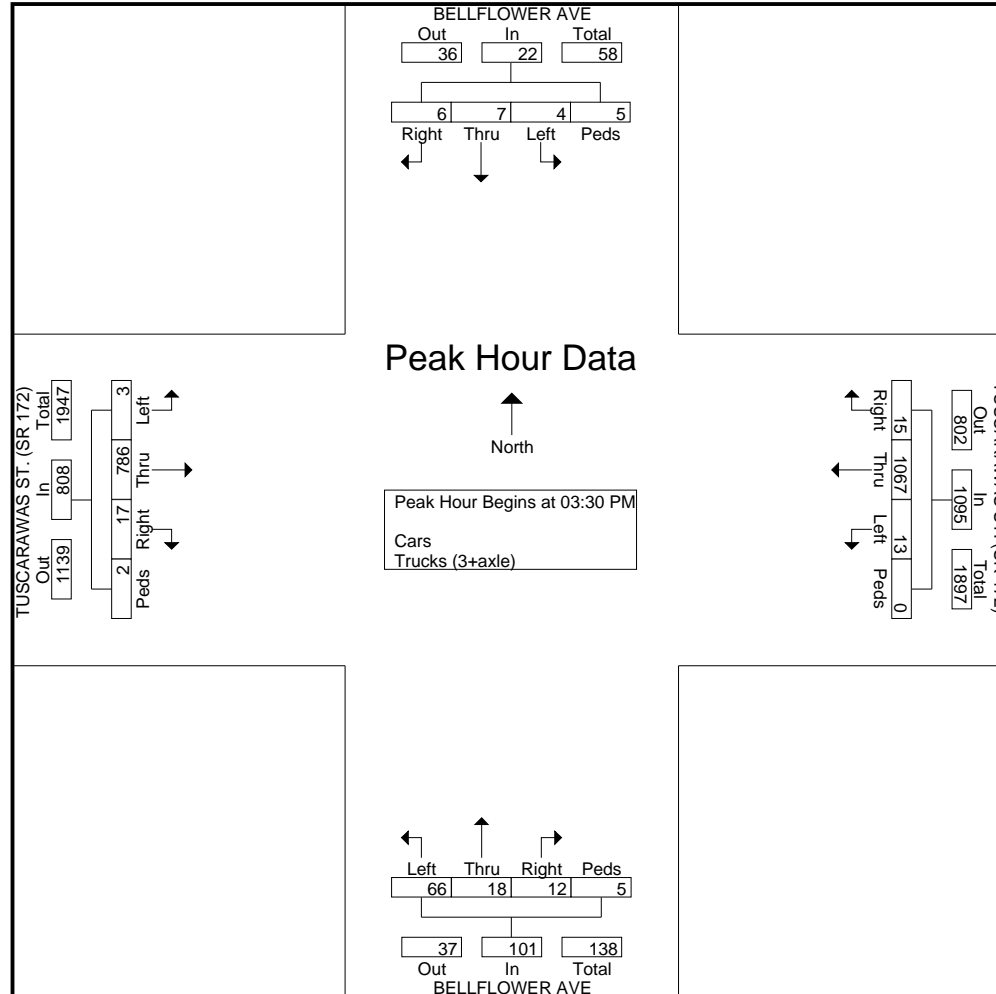 BELLFLOWER AVE
Out In Total
36 22 58
6 7 4 5
Right Thru Left Peds
Peak Hour Data
North
Peak Hour Begins at 03:30 PM
Cars
Trucks (3+axle)
TUSCARAWAS ST. (SR 172)
Total In Out
1947 808 1139
3 786 17 2
Left Thru Right Peds
Out In Total
802 1095 1897
15 1067 13 0
Right Thru Left Peds
Left Thru Right Peds
66 18 12 5
37 101 138
Out In Total
BELLFLOWER AVE